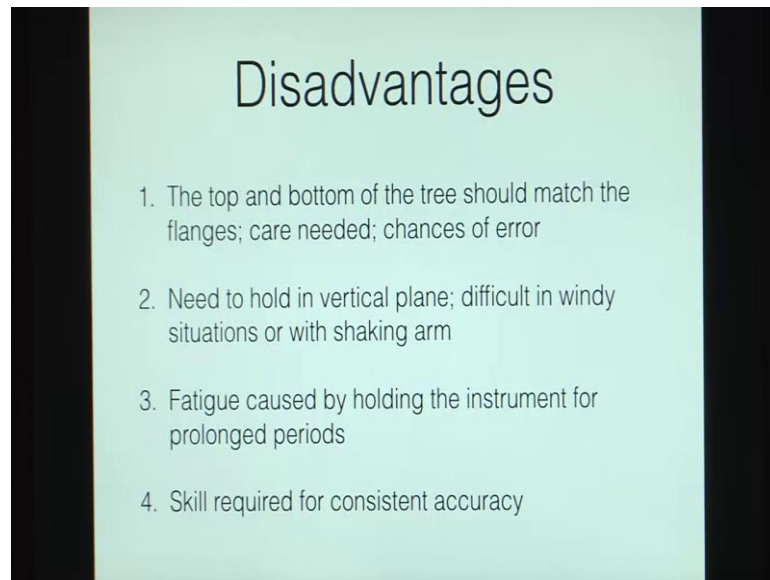 Disadvantages
1. The top and bottom of the tree should match the
flanges; care needed; chances of error
2. Need to hold in vertical plane; difficult in windy
situations or with shaking arm
3. Fatigue caused by holding the instrument for
prolonged periods
4. Skill required for consistent accuracy